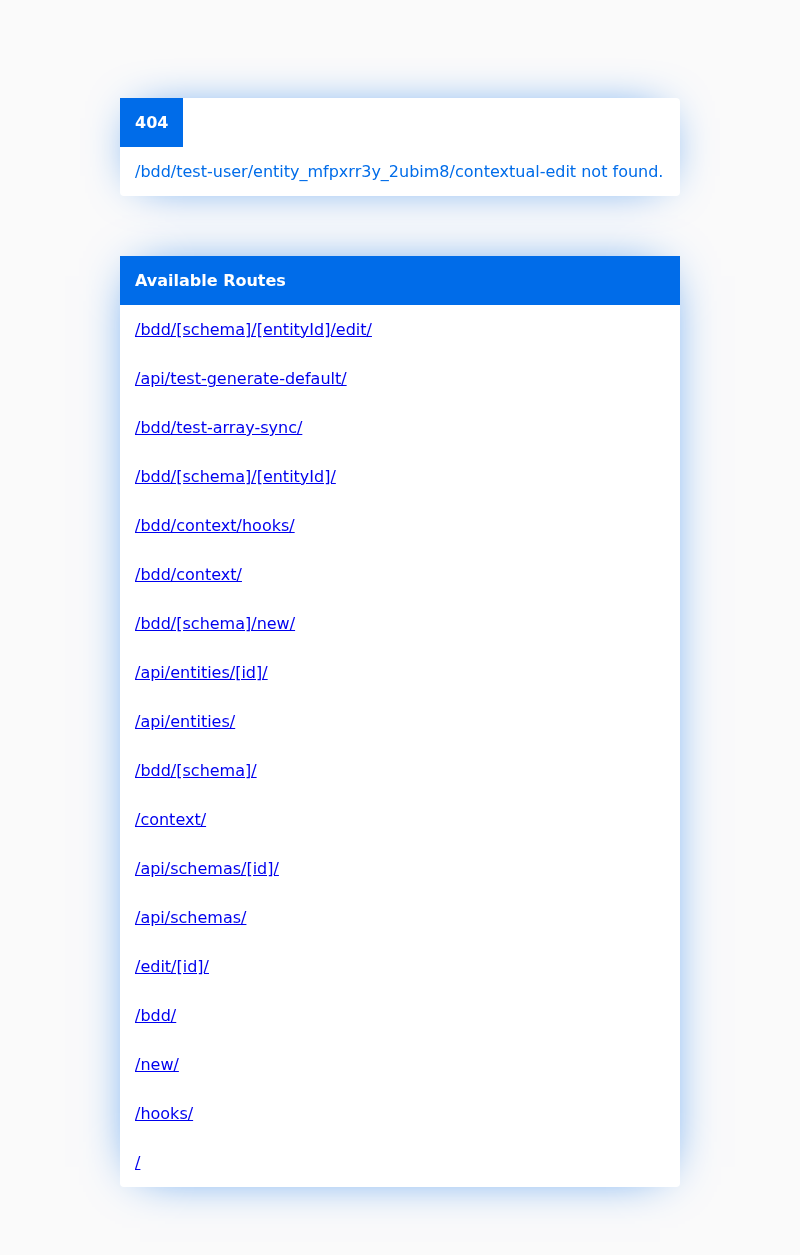 404
/bdd/test-user/entity_mfpxrr3y_2ubim8/contextual-edit not found.
Available Routes
/bdd/[schema]/[entityId]/edit/
/api/test-generate-default/
/bdd/test-array-sync/
/bdd/[schema]/[entityId]/
/bdd/context/hooks/
/bdd/context/
/bdd/[schema]/new/
/api/entities/[id]/
/api/entities/
/bdd/[schema]/
/context/
/api/schemas/[id]/
/api/schemas/
/edit/[id]/
/bdd/
/new/
/hooks/
/